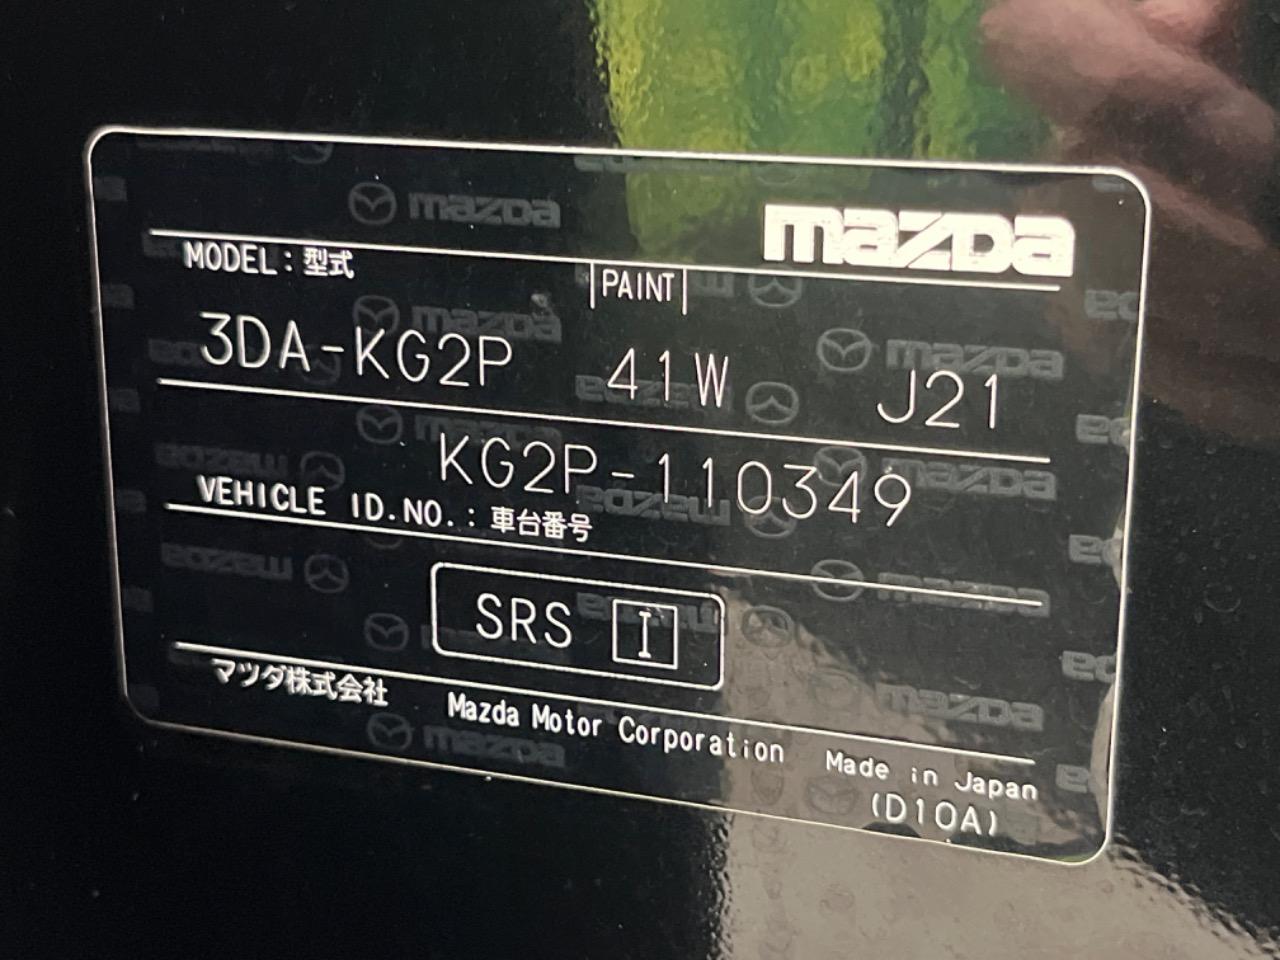 mazda
MODEL：型式 PAINT
3DA-KG2P 41W J21
KG2P-110349
VEHICLE ID.NO.：車台番号
SRS I
マツダ株式会社 Mazda Motor Corporation Made in Japan
(D10A)